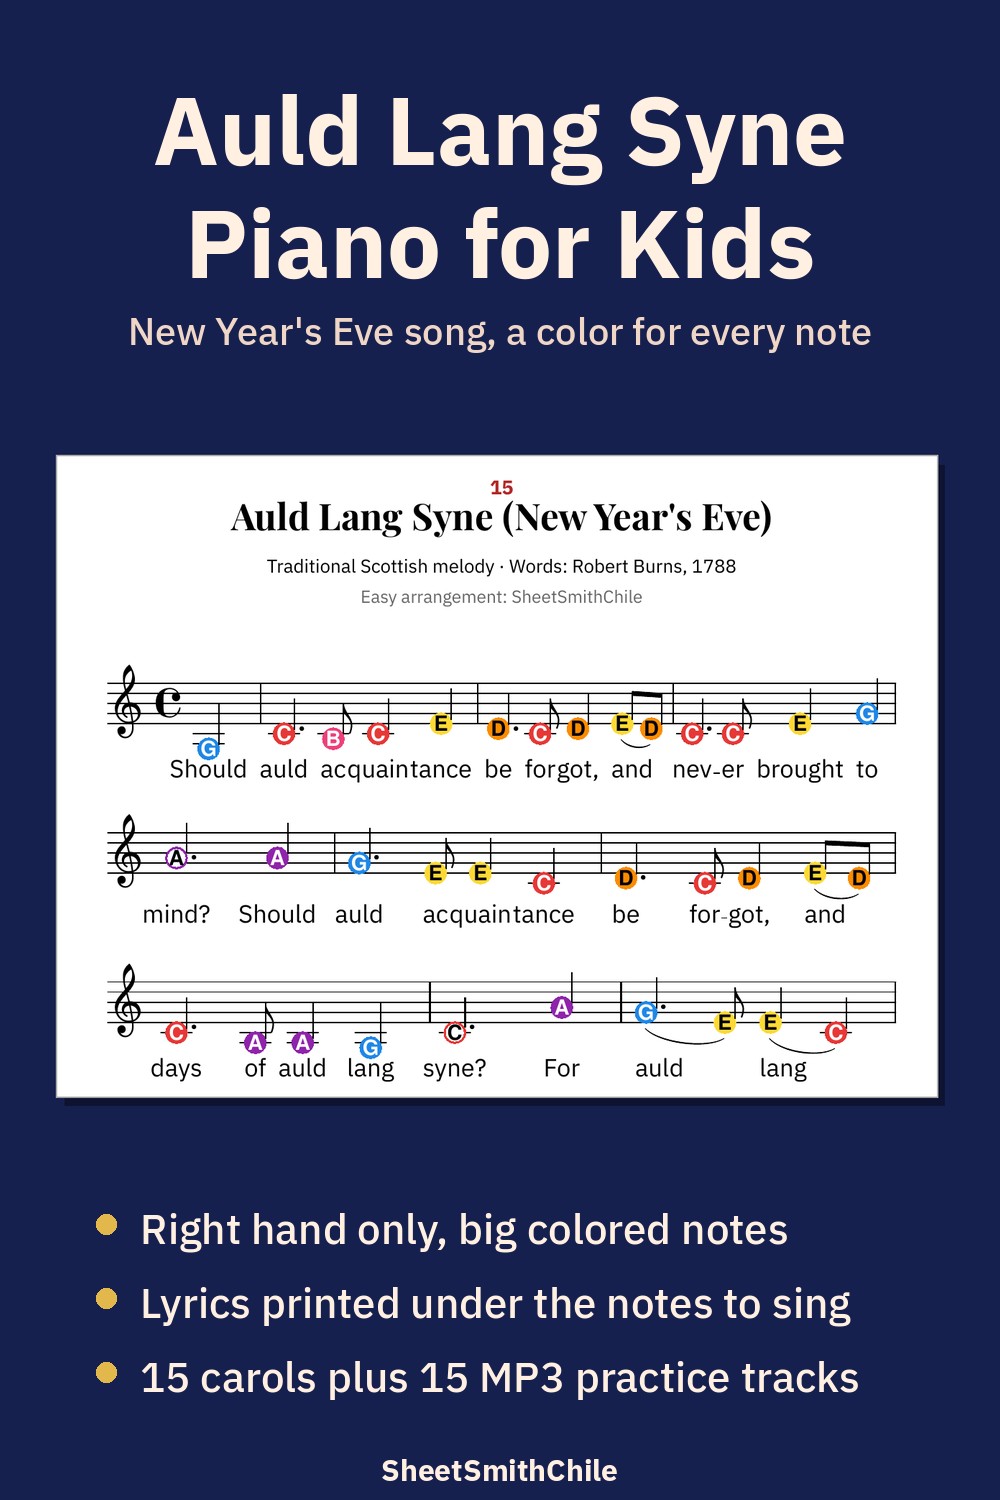 Auld Lang Syne
Piano for Kids
New Year's Eve song, a color for every note
15
Auld Lang Syne (New Year's Eve)
Traditional Scottish melody · Words: Robert Burns, 1788
Easy arrangement: SheetSmithChile
G C B C E D C D E D C C E G
Should auld acquaintance be forgot, and nev-er brought to
A A G E E C D C D E D
mind? Should auld acquaintance be for-got, and
C A A G C A G E E C
days of auld lang syne? For auld lang
Right hand only, big colored notes
Lyrics printed under the notes to sing
15 carols plus 15 MP3 practice tracks
SheetSmithChile